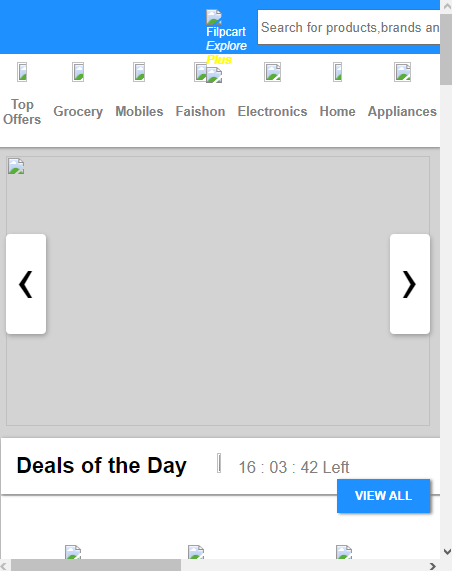 Filpcart
Explore
Plus
Search for products,brands an
Top
Offers
Grocery
Mobiles
Faishon
Electronics
Home
Appliances
❮
❯
Deals of the Day
16 : 03 : 42 Left
VIEW ALL